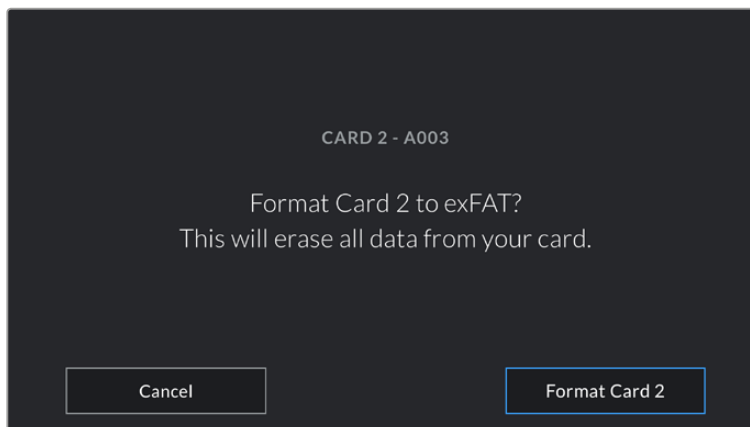 CARD 2 - A003
Format Card 2 to exFAT?
This will erase all data from your card.
Cancel
Format Card 2